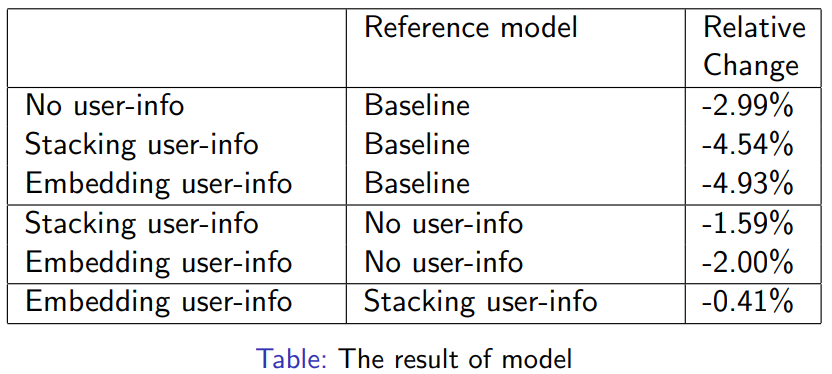 Reference model Relative
Change
No user-info Baseline -2.99%
Stacking user-info Baseline -4.54%
Embedding user-info Baseline -4.93%
Stacking user-info No user-info -1.59%
Embedding user-info No user-info -2.00%
Embedding user-info Stacking user-info -0.41%
Table: The result of model